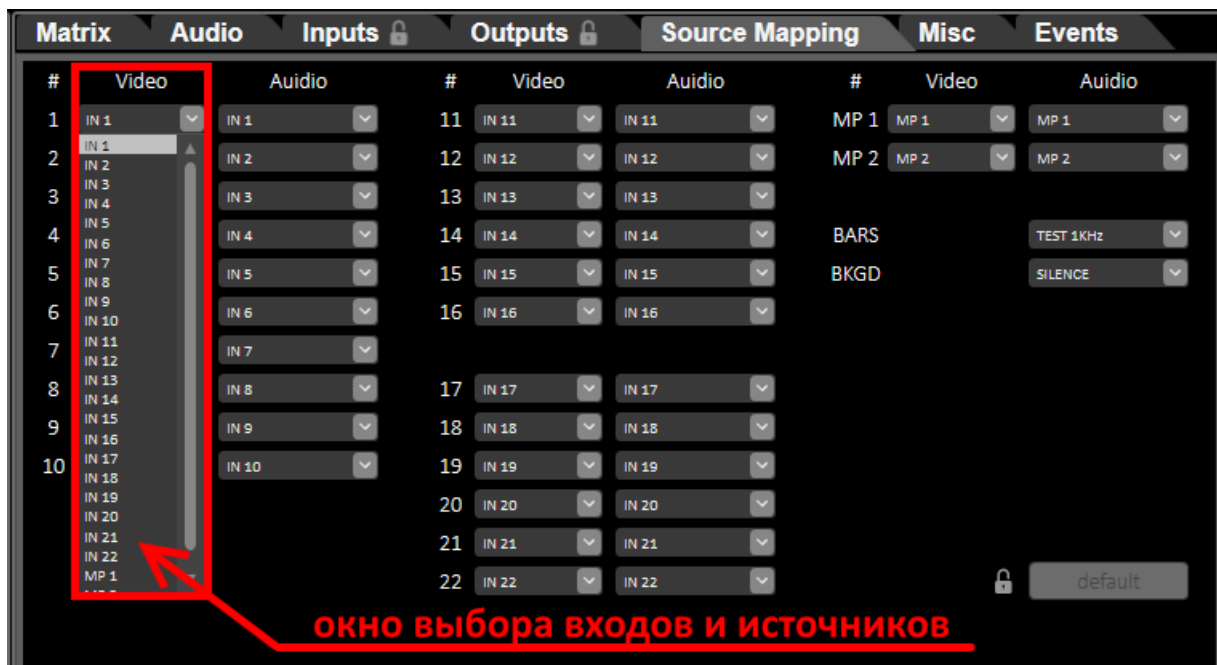 Matrix Audio Inputs Outputs Source Mapping Misc Events
# Video Auidio # Video Auidio # Video Auidio
1 IN 1 IN 1 11 IN 11 IN 11 MP 1 MP 1 MP 1
2 IN 2 12 IN 12 IN 12 MP 2 MP 2 MP 2
3 IN 3 13 IN 13 IN 13
4 IN 4 14 IN 14 IN 14 BARS TEST 1KHz
5 IN 5 15 IN 15 IN 15 BKGD SILENCE
6 IN 6 16 IN 16 IN 16
7 IN 7
8 IN 8 17 IN 17 IN 17
9 IN 9 18 IN 18 IN 18
10 IN 10 19 IN 19 IN 19
20 IN 20 IN 20
21 IN 21 IN 21
22 IN 22 IN 22 default
IN 1
IN 2
IN 3
IN 4
IN 5
IN 6
IN 7
IN 8
IN 9
IN 10
IN 11
IN 12
IN 13
IN 14
IN 15
IN 16
IN 17
IN 18
IN 19
IN 20
IN 21
IN 22
MP 1
окно выбора входов и источников